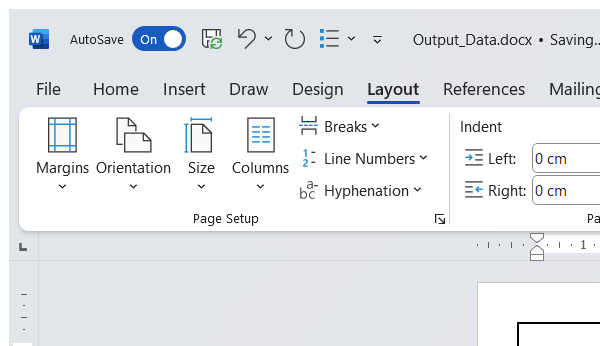 AutoSave On Output_Data.docx • Saving...
File Home Insert Draw Design Layout References Mailing
Margins Orientation Size Columns
Breaks
Line Numbers
Hyphenation
Page Setup
Indent
Left: 0 cm
Right: 0 cm
Pa
1